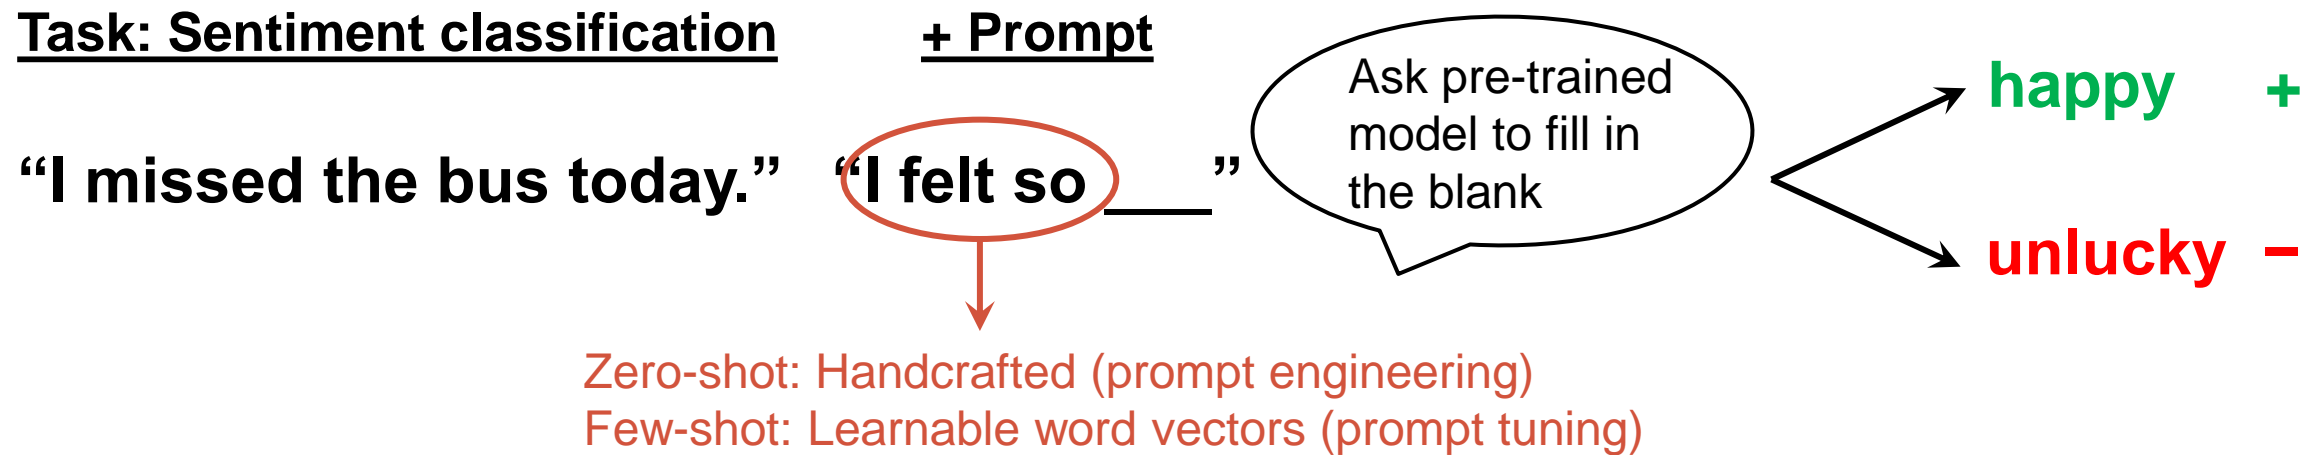 Task: Sentiment classification + Prompt
“I missed the bus today.” “I felt so ___”
Ask pre-trained
model to fill in
the blank
happy +
unlucky −
Zero-shot: Handcrafted (prompt engineering)
Few-shot: Learnable word vectors (prompt tuning)